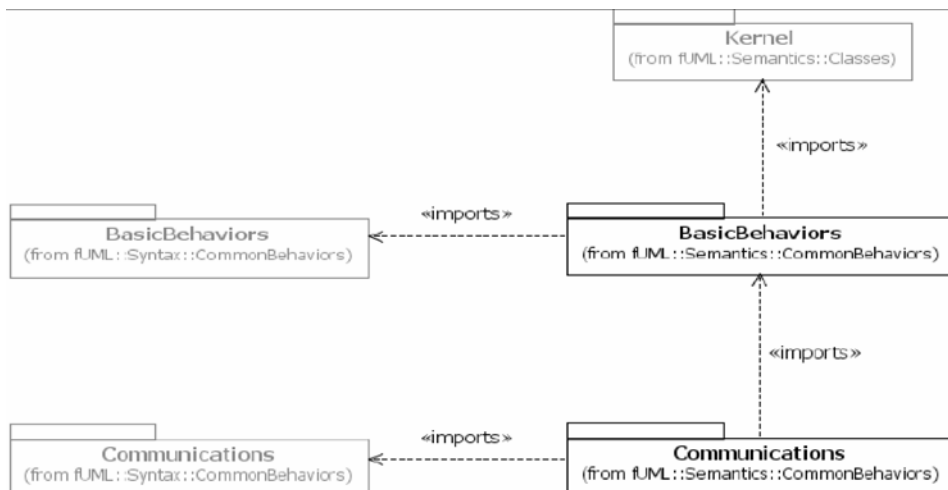 Kernel
(from fUML::Semantics::Classes)
«imports»
«imports»
BasicBehaviors
(from fUML::Syntax::CommonBehaviors)
BasicBehaviors
(from fUML::Semantics::CommonBehaviors)
«imports»
«imports»
Communications
(from fUML::Syntax::CommonBehaviors)
Communications
(from fUML::Semantics::CommonBehaviors)